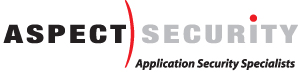 ASPECT SECURITY
Application Security Specialists